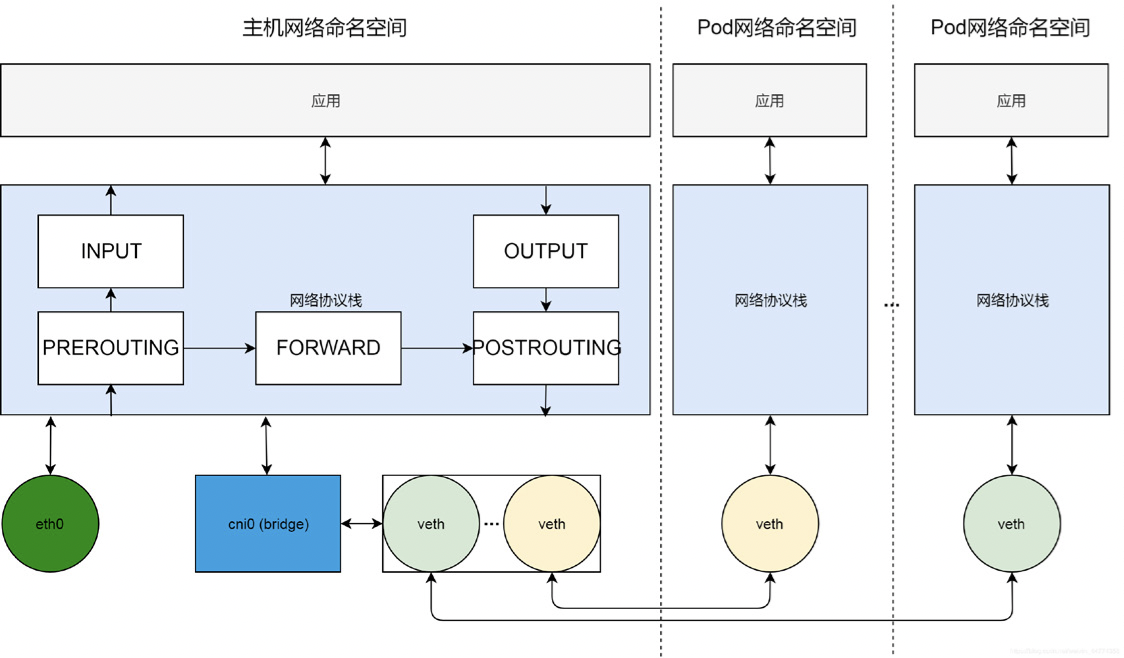 主机网络命名空间
Pod网络命名空间
Pod网络命名空间
应用
应用
应用
INPUT
OUTPUT
网络协议栈
网络协议栈
...
网络协议栈
PREROUTING
FORWARD
POSTROUTING
eth0
cni0 (bridge)
veth
...
veth
veth
veth